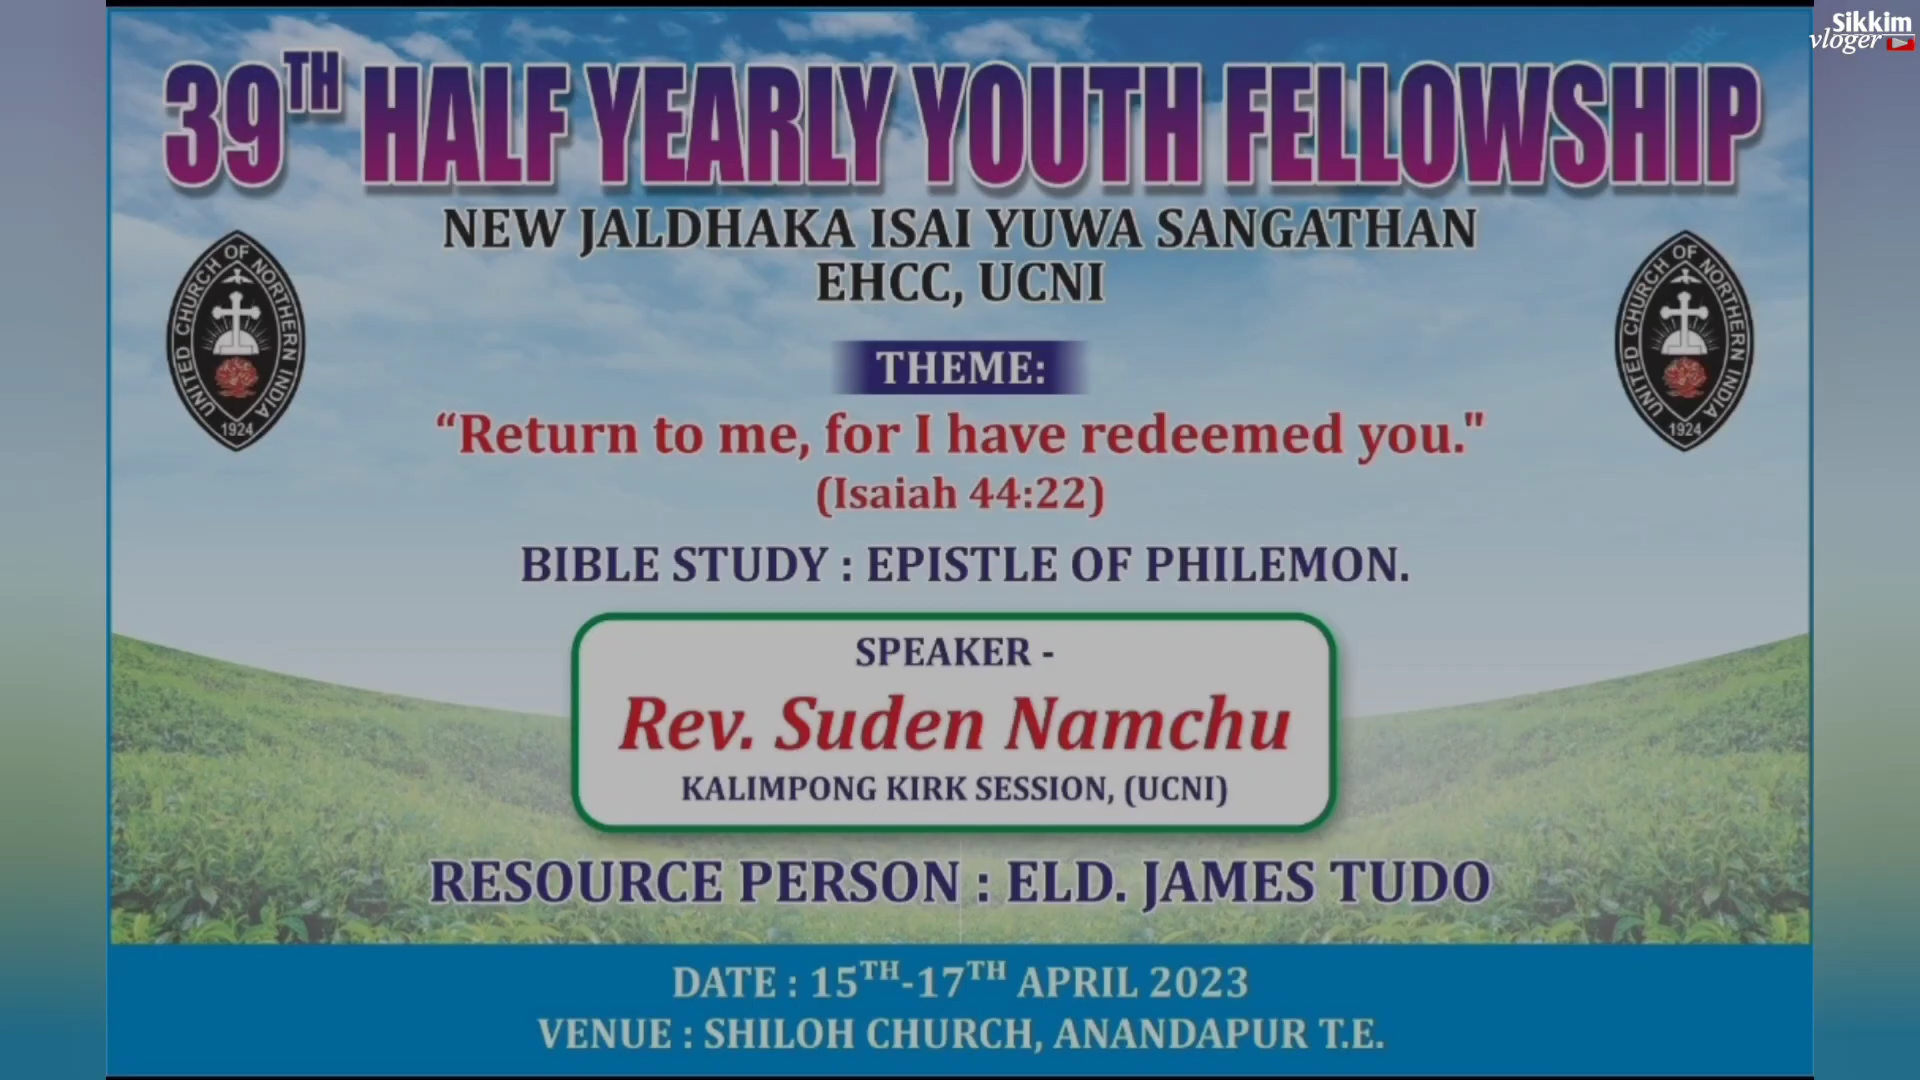 Sikkim
vloger
39TH HALF YEARLY YOUTH FELLOWSHIP
NEW JALDHAKA ISAI YUWA SANGATHAN
EHCC, UCNI
UNITED CHURCH OF NORTHERN INDIA
1924
UNITED CHURCH OF NORTHERN INDIA
1924
THEME:
“Return to me, for I have redeemed you."
(Isaiah 44:22)
BIBLE STUDY : EPISTLE OF PHILEMON.
SPEAKER -
Rev. Suden Namchu
KALIMPONG KIRK SESSION, (UCNI)
RESOURCE PERSON : ELD. JAMES TUDO
DATE : 15TH-17TH APRIL 2023
VENUE : SHILOH CHURCH, ANANDAPUR T.E.